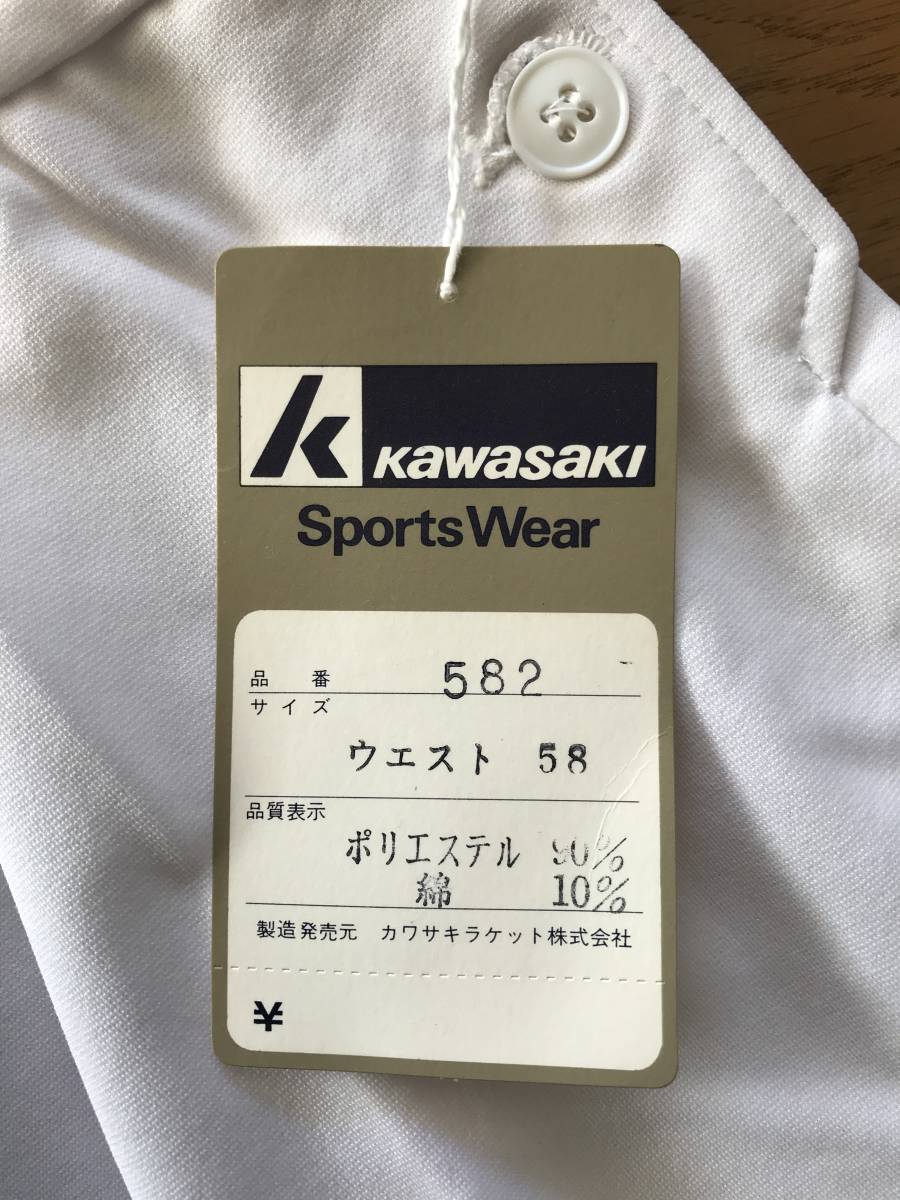 K KAWASAKI
Sports Wear
品番 582
サイズ
ウエスト 58
品質表示
ポリエステル 90%
綿 10%
製造発売元 カワサキラケット株式会社
¥